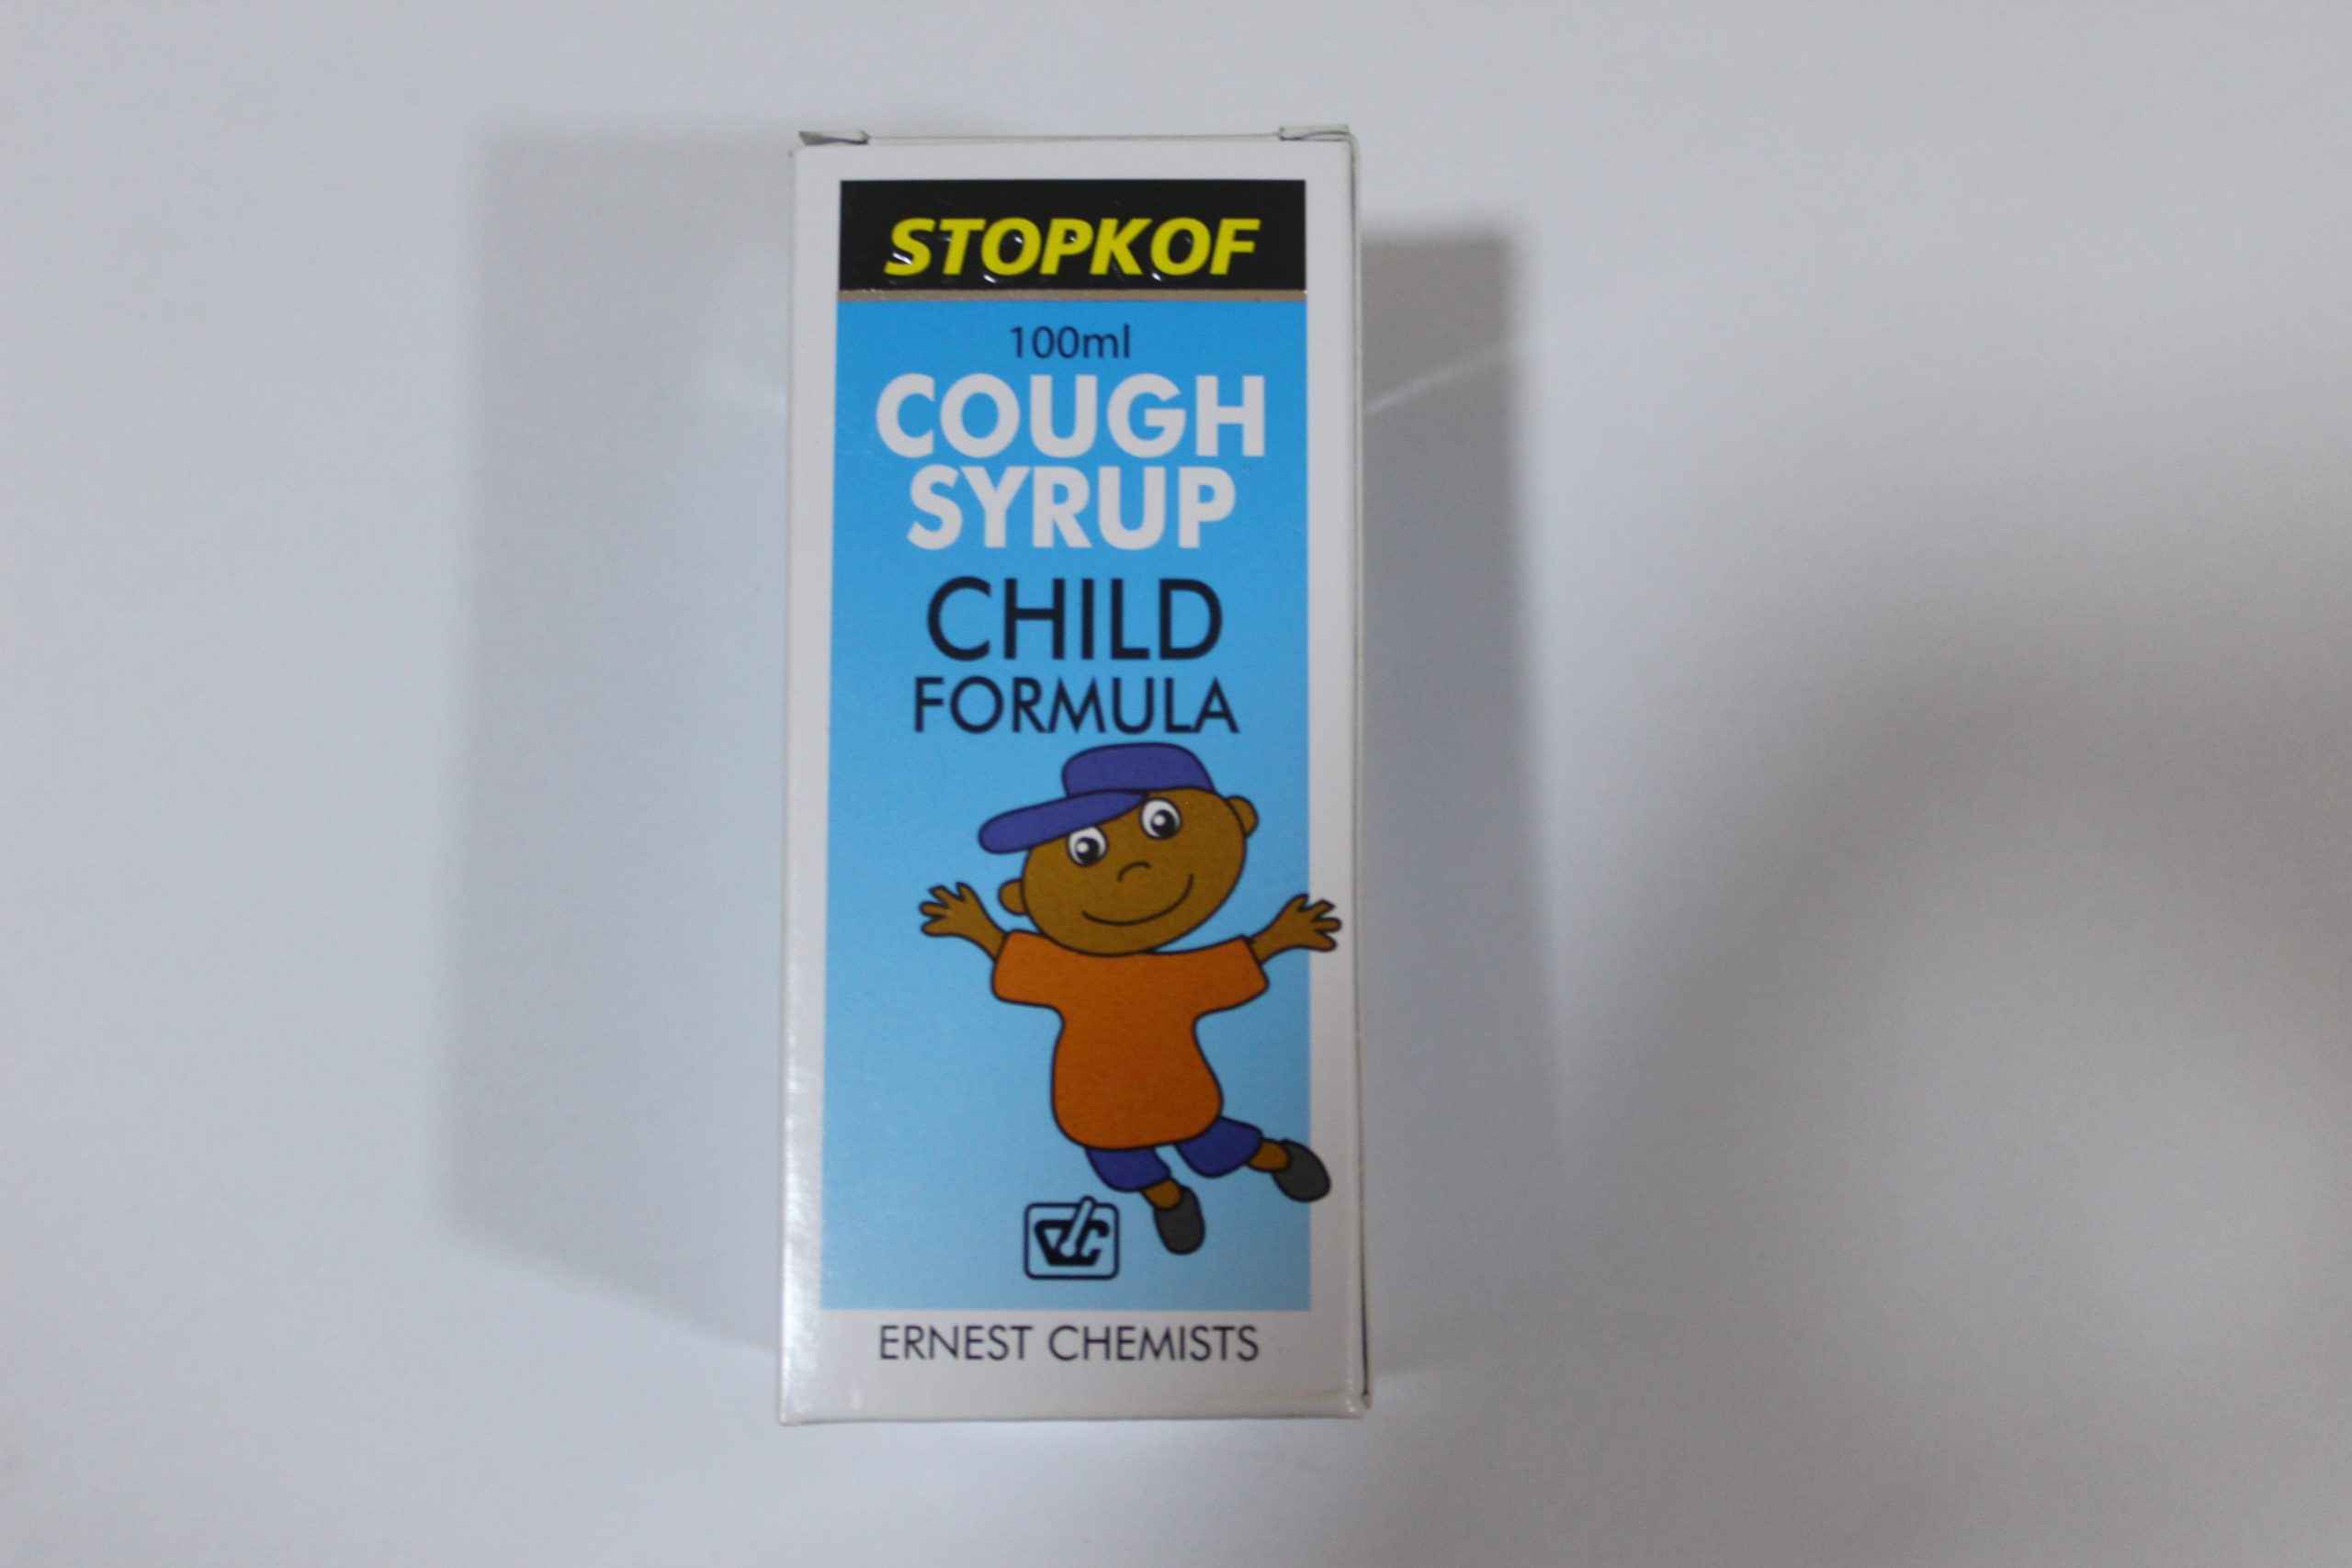 STOPKOF
100ml
COUGH
SYRUP
CHILD
FORMULA
ERNEST CHEMISTS